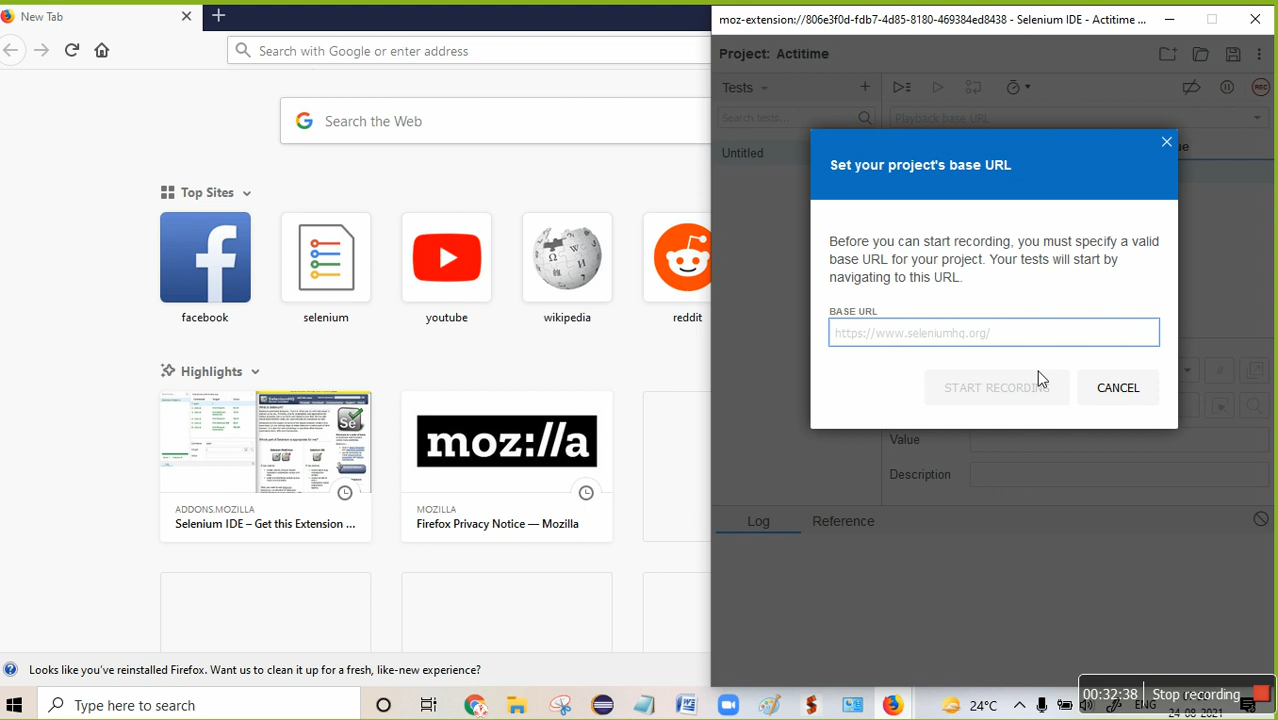 New Tab
Search with Google or enter address
Search the Web
Top Sites
facebook
selenium
youtube
wikipedia
reddit
Highlights
moz://a
ADDONS.MOZILLA
Selenium IDE – Get this Extension ...
MOZILLA
Firefox Privacy Notice — Mozilla
Looks like you've reinstalled Firefox. Want us to clean it up for a fresh, like-new experience?
moz-extension://806e3f0d-fdb7-4d85-8180-469384ed8438 - Selenium IDE - Actitime ...
Project: Actitime
Tests
REC
Search tests...
Playback base URL
Untitled
Set your project's base URL
Before you can start recording, you must specify a valid
base URL for your project. Your tests will start by
navigating to this URL.
BASE URL
https://www.seleniumhq.org/
START RECORDING
CANCEL
Value
Description
Log
Reference
Type here to search
24°C
ENG
24-08-2021
00:32:38
Stop recording